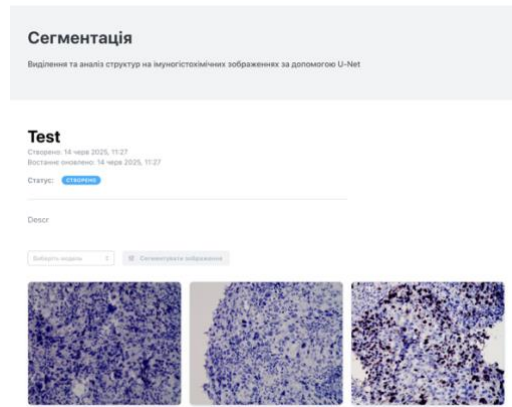 Сегментація
Виділення та аналіз структур на імуногістохімічних зображеннях за допомогою U-Net
Test
Створено: 14 черв 2025, 11:27
Востаннє оновлено: 14 черв 2025, 11:27
Статус: СТВОРЕНО
Descr
Виберіть модель Сегментувати зображення